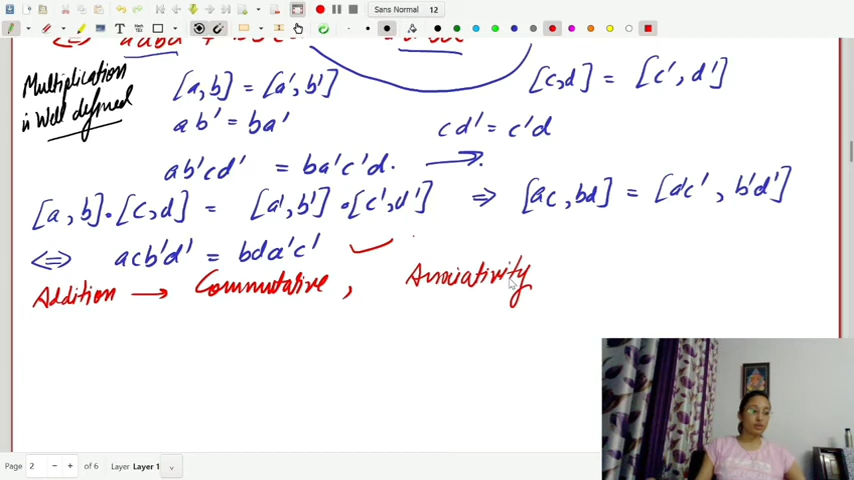 Sans Normal 12
Multiplication
is Well defined
[a,b] = [a',b']
[c,d] = [c', d']
ab' = ba'
cd' = c'd
ab'cd' = ba'c'd. →.
[a,b]·[c,d] = [a',b']·[c',d'] ⇒ [ac, bd] = [a'c', b'd']
⇔ acb'd' = bda'c' ✓
Addition → Commutative, Associativity
Page 2 of 6 Layer Layer 1